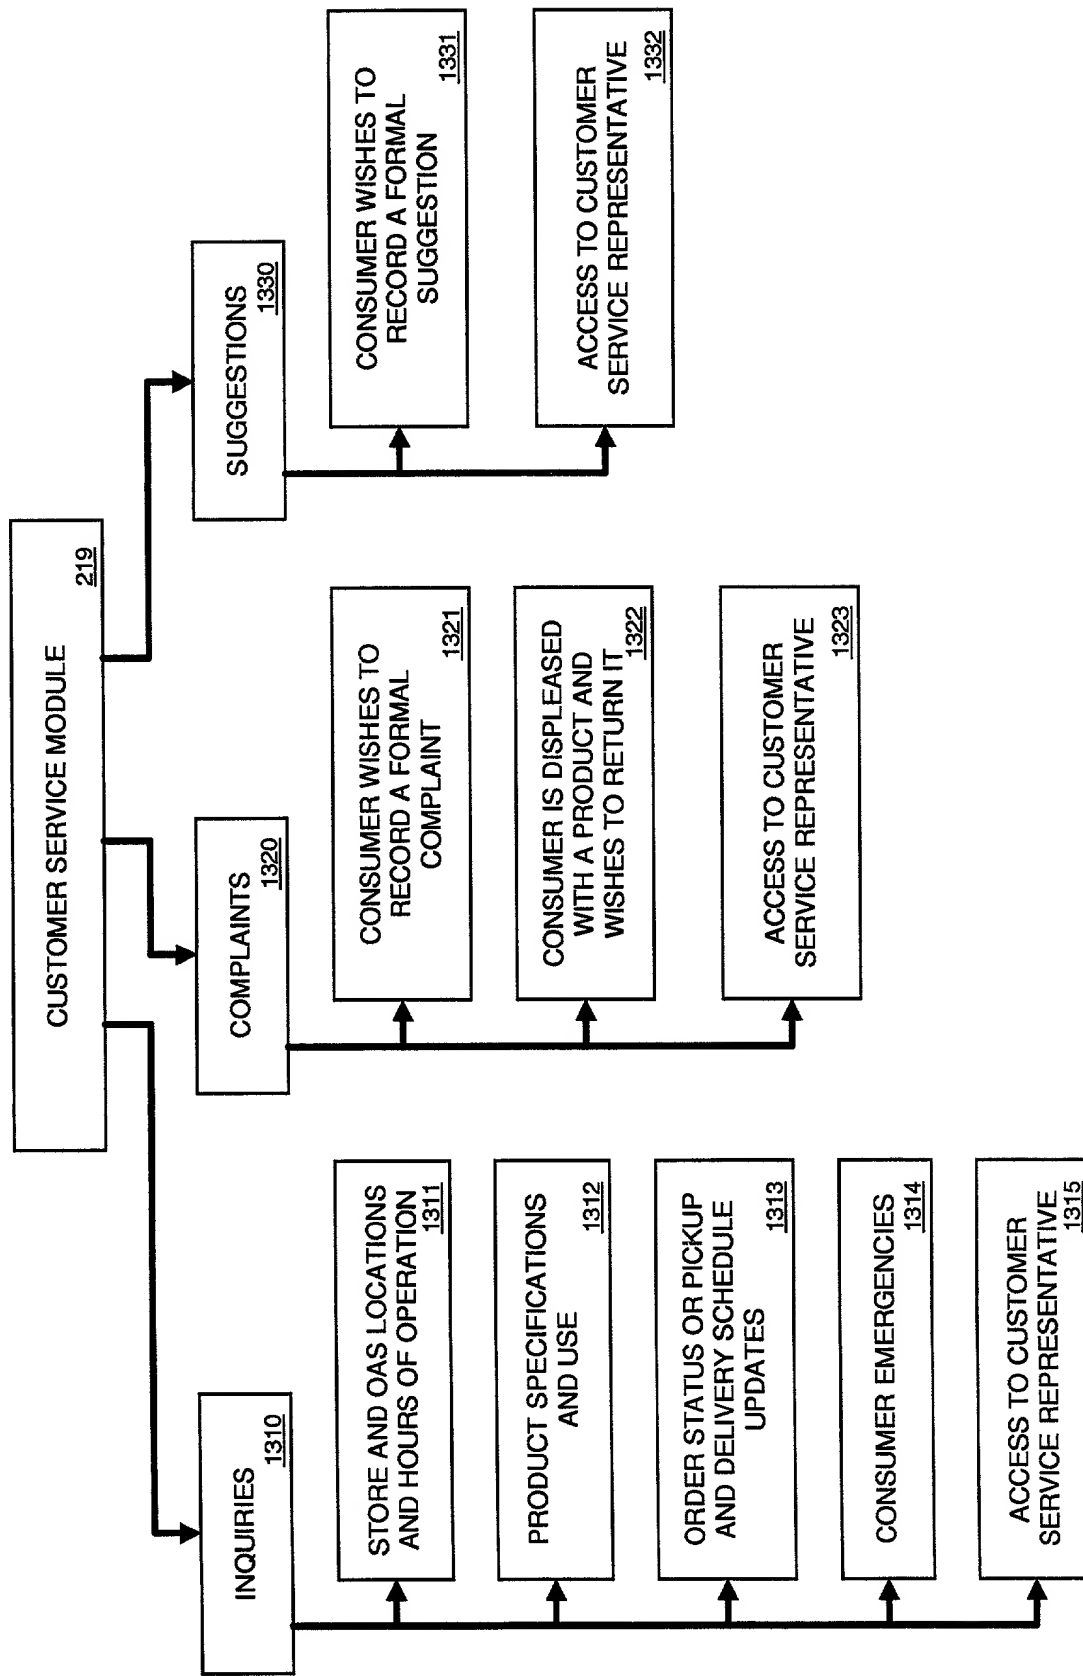 CUSTOMER SERVICE MODULE
219
INQUIRIES
1310
STORE AND OAS LOCATIONS
AND HOURS OF OPERATION
1311
PRODUCT SPECIFICATIONS
AND USE
1312
ORDER STATUS OR PICKUP
AND DELIVERY SCHEDULE
UPDATES
1313
CONSUMER EMERGENCIES
1314
ACCESS TO CUSTOMER
SERVICE REPRESENTATIVE
1315
COMPLAINTS
1320
CONSUMER WISHES TO
RECORD A FORMAL
COMPLAINT
1321
CONSUMER IS DISPLEASED
WITH A PRODUCT AND
WISHES TO RETURN IT
1322
ACCESS TO CUSTOMER
SERVICE REPRESENTATIVE
1323
SUGGESTIONS
1330
CONSUMER WISHES TO
RECORD A FORMAL
SUGGESTION
1331
ACCESS TO CUSTOMER
SERVICE REPRESENTATIVE
1332